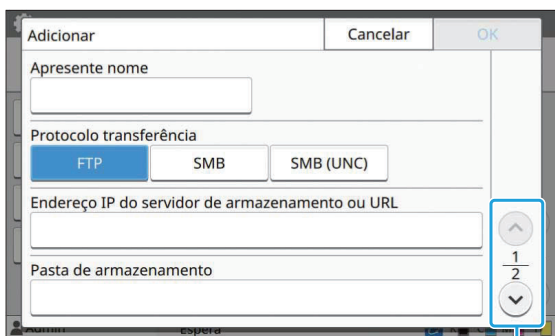 Adicionar
Cancelar
OK
Apresente nome
Protocolo transferência
FTP
SMB
SMB (UNC)
Endereço IP do servidor de armazenamento ou URL
1
2
Pasta de armazenamento
Admin
Espera